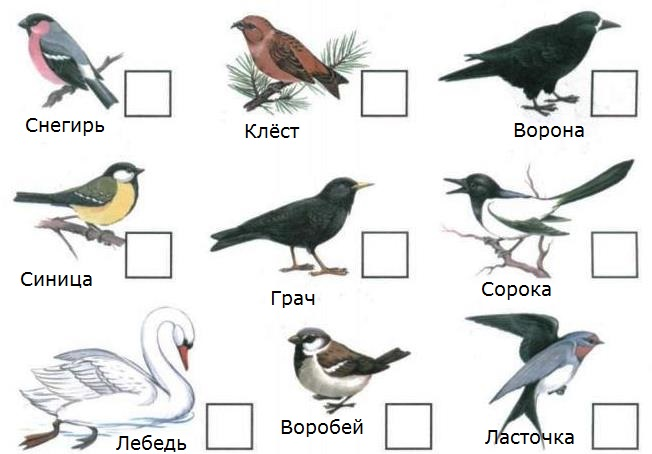 Снегирь
Клёст
Ворона
Синица
Грач
Сорока
Лебедь
Воробей
Ласточка